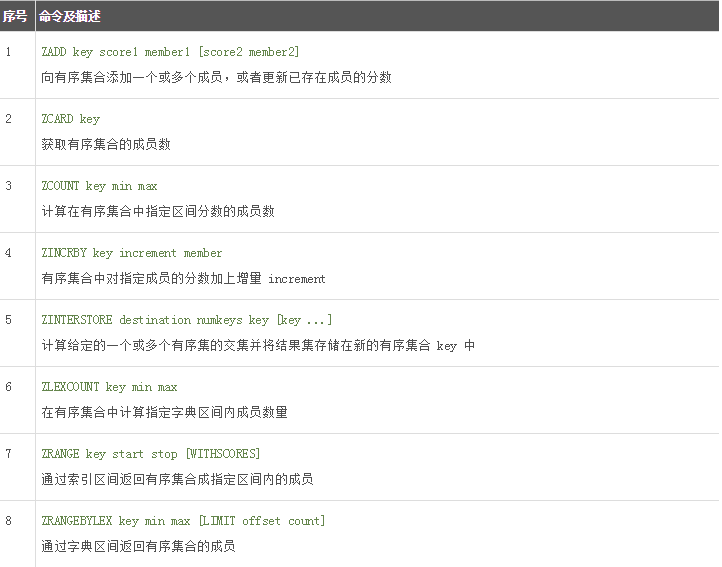 序号 命令及描述
1 ZADD key score1 member1 [score2 member2]
向有序集合添加一个或多个成员，或者更新已存在成员的分数
2 ZCARD key
获取有序集合的成员数
3 ZCOUNT key min max
计算在有序集合中指定区间分数的成员数
4 ZINCRBY key increment member
有序集合中对指定成员的分数加上增量 increment
5 ZINTERSTORE destination numkeys key [key ...]
计算给定的一个或多个有序集的交集并将结果集存储在新的有序集合 key 中
6 ZLEXCOUNT key min max
在有序集合中计算指定字典区间内成员数量
7 ZRANGE key start stop [WITHSCORES]
通过索引区间返回有序集合成指定区间内的成员
8 ZRANGEBYLEX key min max [LIMIT offset count]
通过字典区间返回有序集合的成员